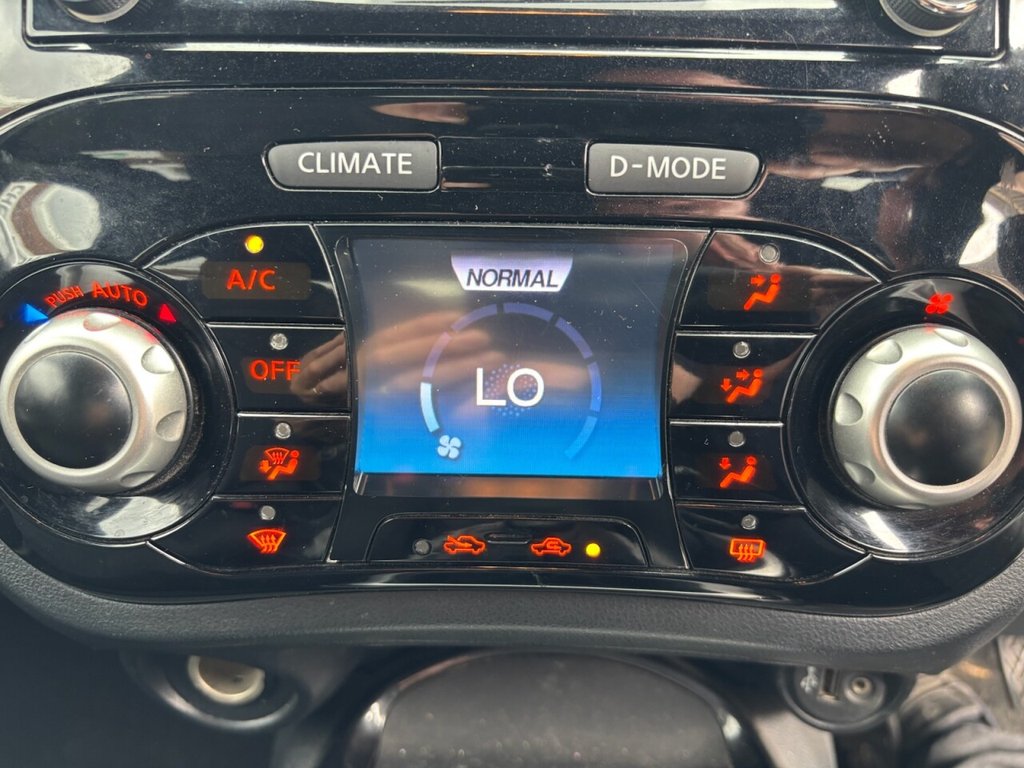 CLIMATE
D-MODE
A/C
PUSH AUTO
OFF
NORMAL
LO